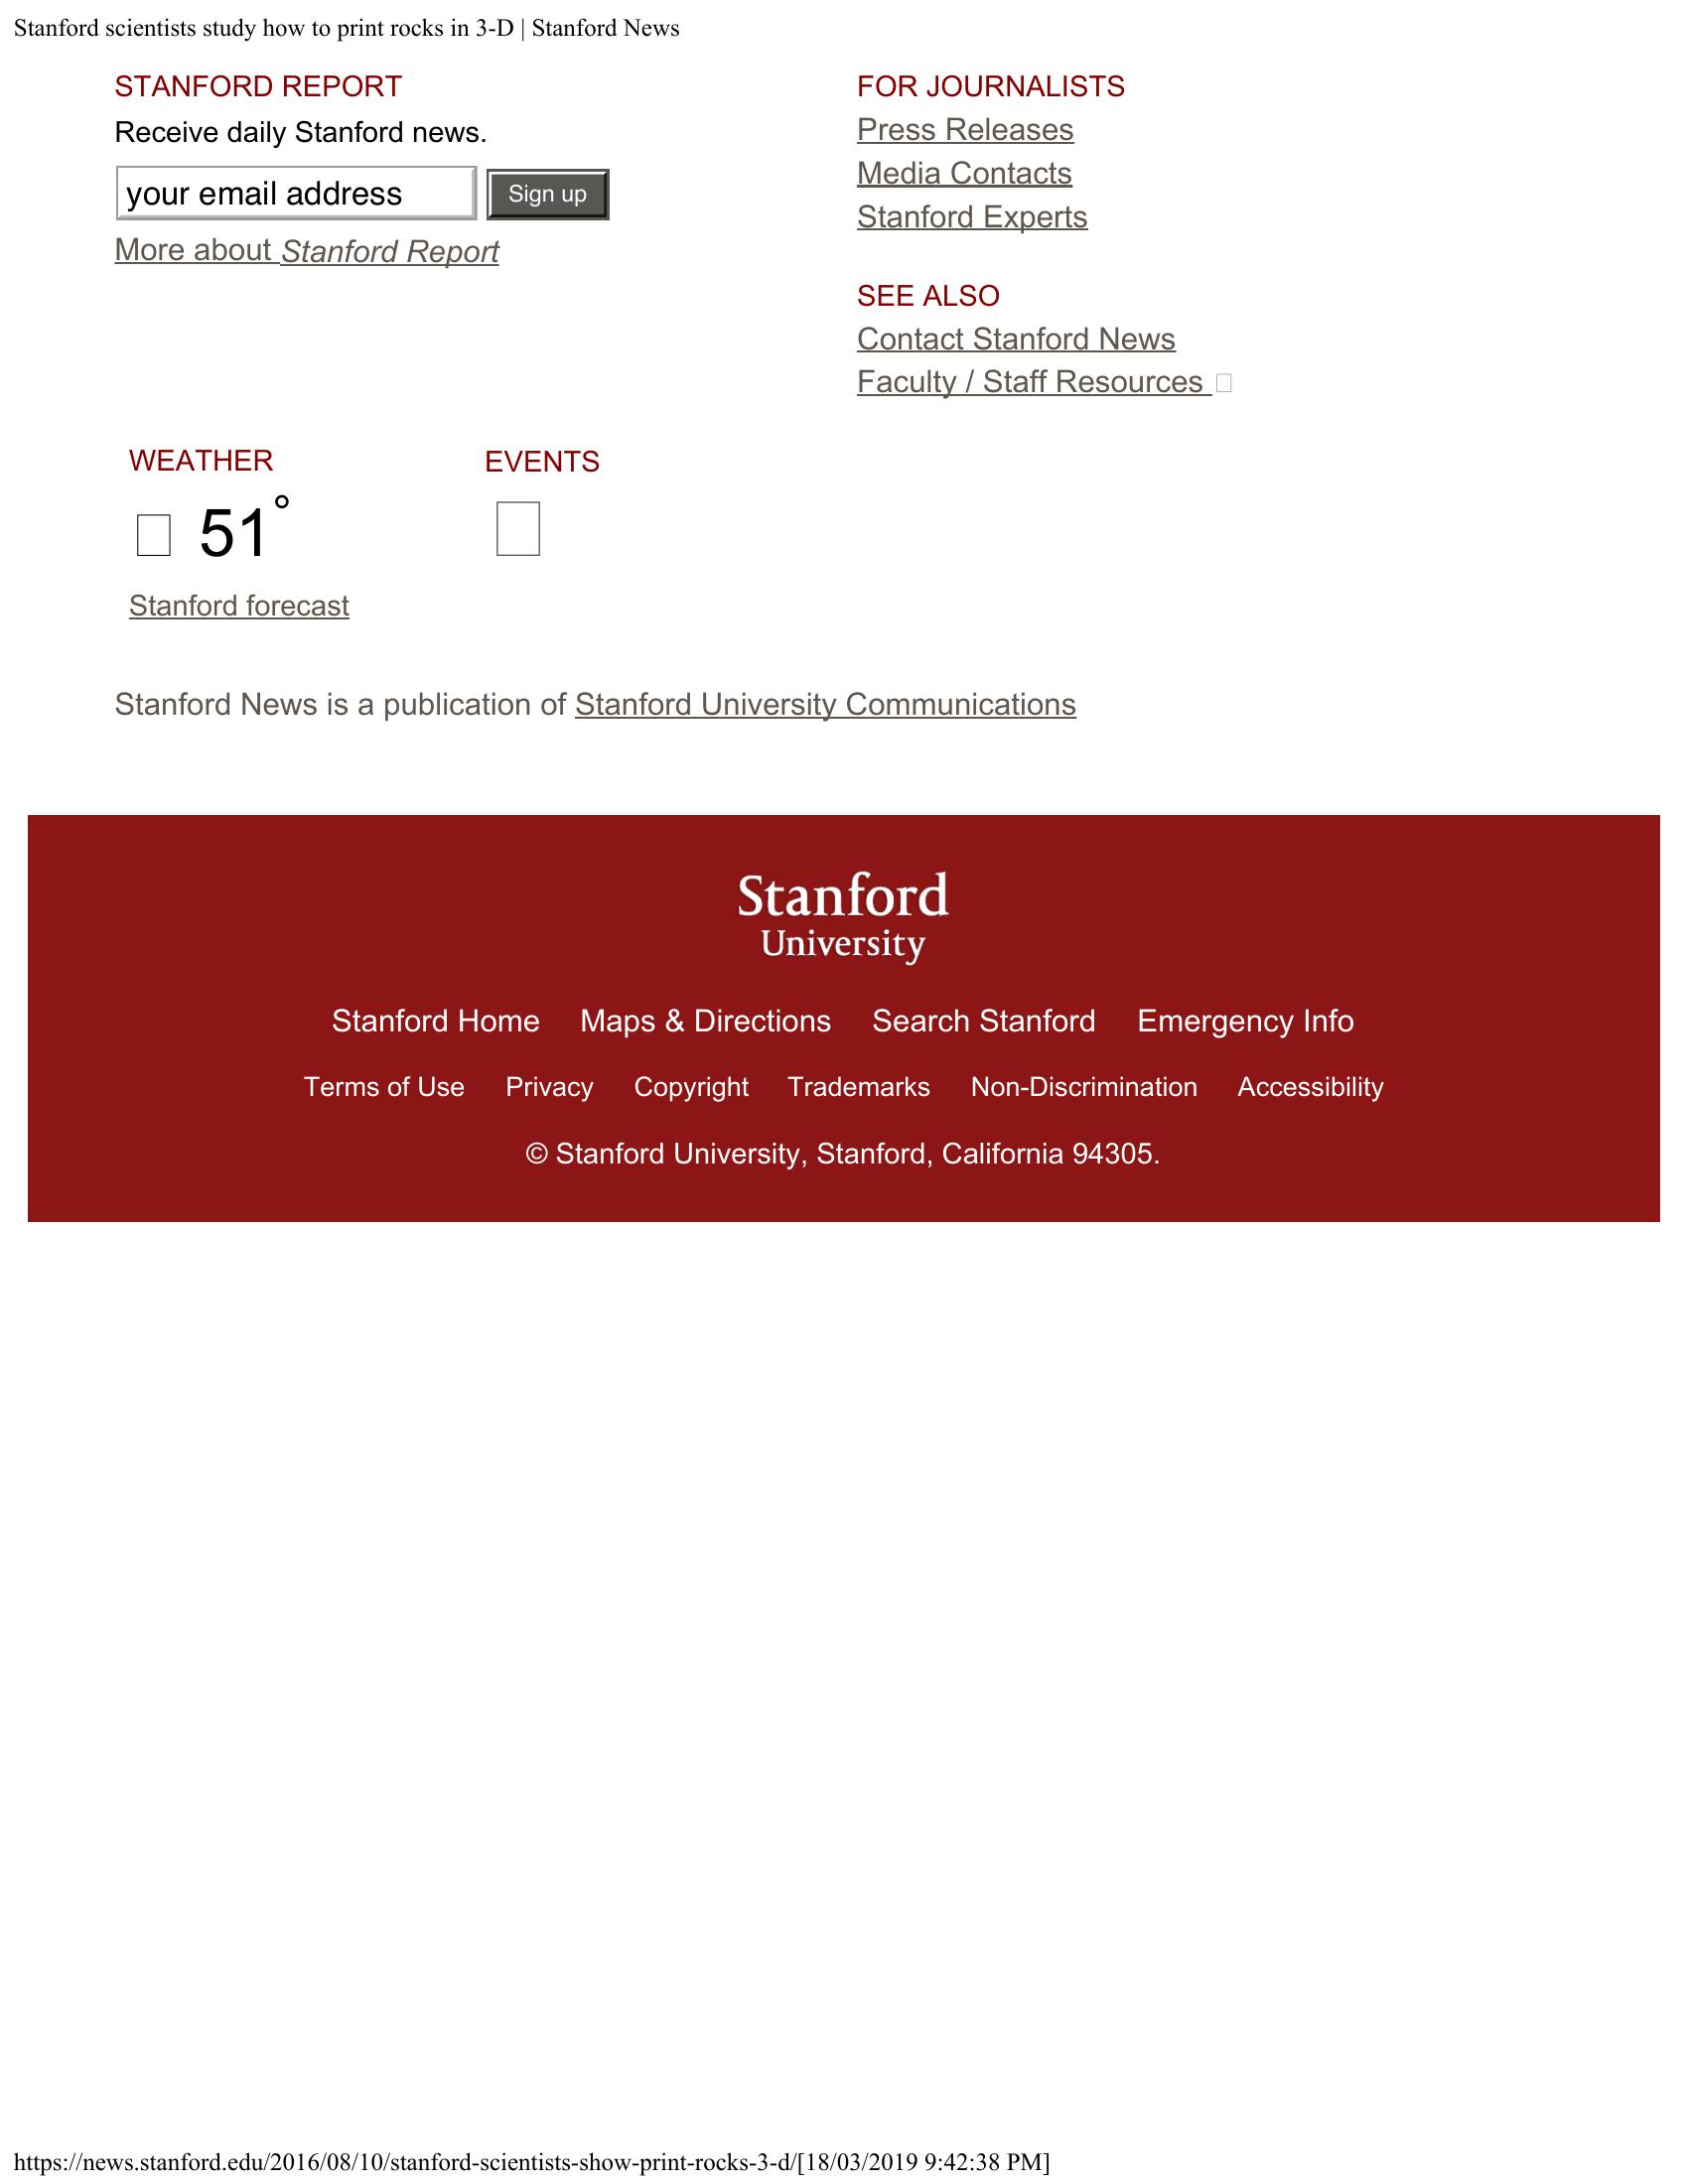 Stanford scientists study how to print rocks in 3-D | Stanford News
STANFORD REPORT
Receive daily Stanford news.
your email address
Sign up
More about Stanford Report
FOR JOURNALISTS
Press Releases
Media Contacts
Stanford Experts
SEE ALSO
Contact Stanford News
Faculty / Staff Resources
WEATHER
51°
Stanford forecast
EVENTS
Stanford News is a publication of Stanford University Communications
Stanford
University
Stanford Home Maps & Directions Search Stanford Emergency Info
Terms of Use Privacy Copyright Trademarks Non-Discrimination Accessibility
© Stanford University, Stanford, California 94305.
https://news.stanford.edu/2016/08/10/stanford-scientists-show-print-rocks-3-d/[18/03/2019 9:42:38 PM]